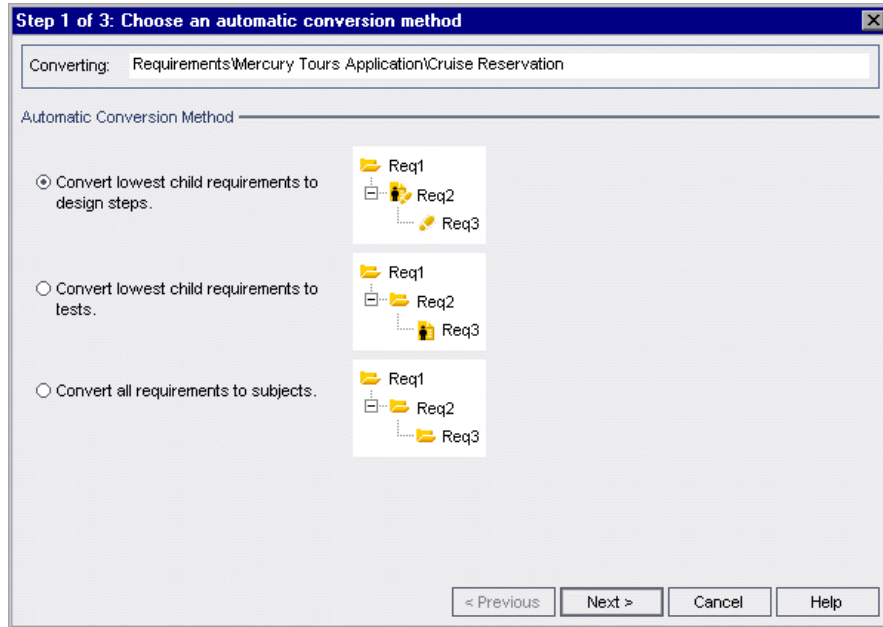 Step 1 of 3: Choose an automatic conversion method
Converting: Requirements\Mercury Tours Application\Cruise Reservation
Automatic Conversion Method
Convert lowest child requirements to
design steps.
Req1
Req2
Req3
Convert lowest child requirements to
tests.
Req1
Req2
Req3
Convert all requirements to subjects.
Req1
Req2
Req3
< Previous Next > Cancel Help